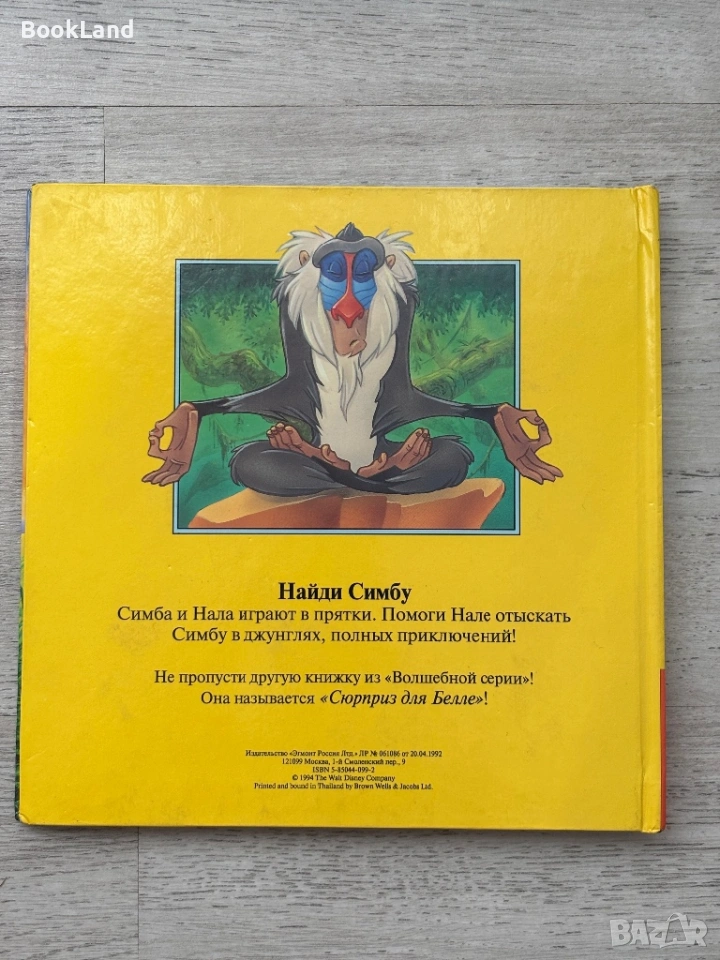 BookLand
Найди Симбу
Симба и Нала играют в прятки. Помоги Нале отыскать
Симбу в джунглях, полных приключений!
Не пропусти другую книжку из «Волшебной серии»!
Она называется «Сюрприз для Белле»!
Издательство «Эгмонт Россия Лтд.» ЛР № 061086 от 20.04.1992
121099 Москва, 1-й Смоленский пер., 9
ISBN 5-85044-099-2
© 1994 The Walt Disney Company
Printed and bound in Thailand by Brown Wells & Jacobs Ltd.
BAZAR